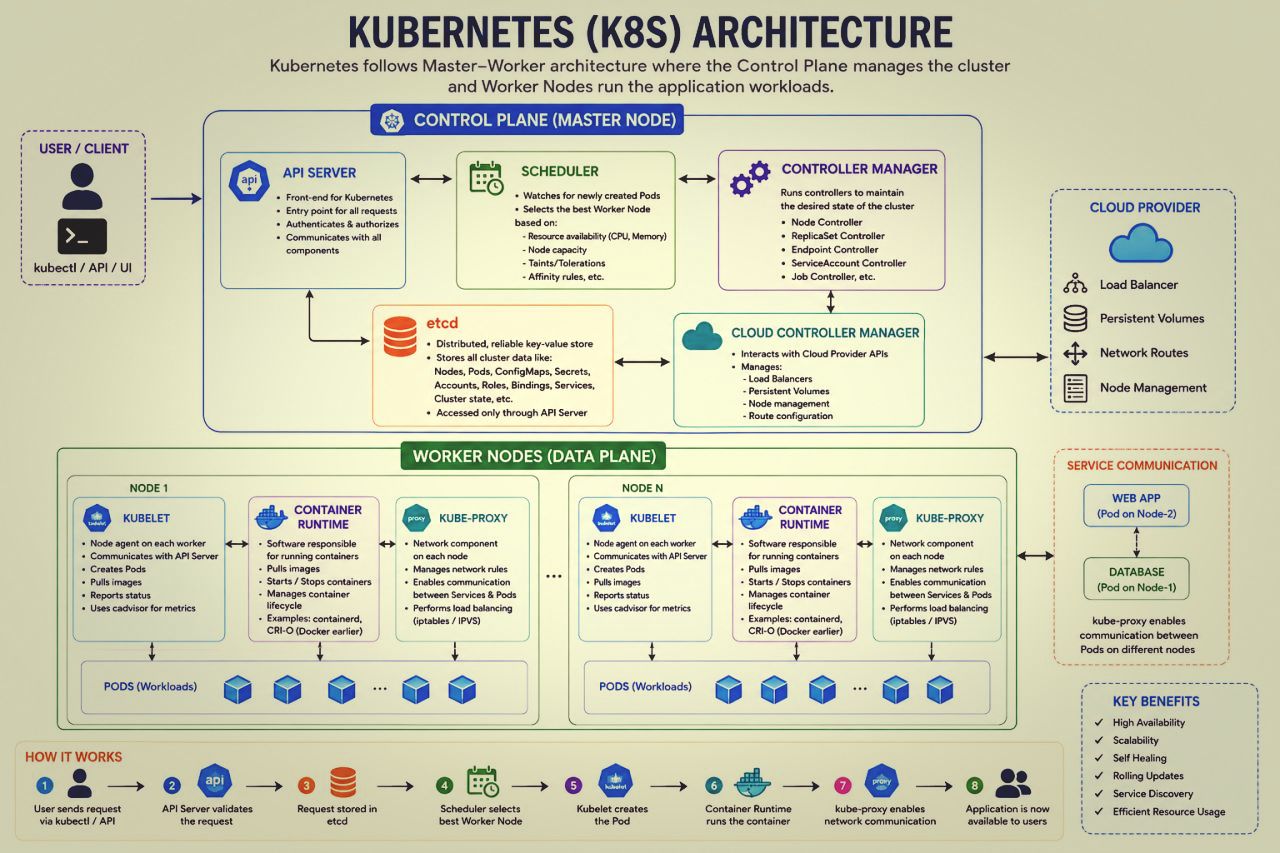 KUBERNETES (K8S) ARCHITECTURE
Kubernetes follows Master–Worker architecture where the Control Plane manages the cluster
and Worker Nodes run the application workloads.
USER / CLIENT
>_
kubectl / API / UI
CONTROL PLANE (MASTER NODE)
api
API SERVER
• Front-end for Kubernetes
• Entry point for all requests
• Authenticates & authorizes
• Communicates with all
components
SCHEDULER
• Watches for newly created Pods
• Selects the best Worker Node
based on:
- Resource availability (CPU, Memory)
- Node capacity
- Taints/Tolerations
- Affinity rules, etc.
CONTROLLER MANAGER
Runs controllers to maintain
the desired state of the cluster
• Node Controller
• ReplicaSet Controller
• Endpoint Controller
• ServiceAccount Controller
• Job Controller, etc.
etcd
• Distributed, reliable key-value store
• Stores all cluster data like:
Nodes, Pods, ConfigMaps, Secrets,
Accounts, Roles, Bindings, Services,
Cluster state, etc.
• Accessed only through API Server
CLOUD CONTROLLER MANAGER
• Interacts with Cloud Provider APIs
• Manages:
- Load Balancers
- Persistent Volumes
- Node management
- Route configuration
CLOUD PROVIDER
Load Balancer
Persistent Volumes
Network Routes
Node Management
WORKER NODES (DATA PLANE)
NODE 1
kubelet
KUBELET
• Node agent on each worker
• Communicates with API Server
• Creates Pods
• Pulls images
• Reports status
• Uses cadvisor for metrics
CONTAINER
RUNTIME
• Software responsible
for running containers
• Pulls images
• Starts / Stops containers
• Manages container
lifecycle
• Examples: containerd,
CRI-O (Docker earlier)
proxy
KUBE-PROXY
• Network component
on each node
• Manages network rules
• Enables communication
between Services & Pods
• Performs load balancing
(iptables / IPVS)
PODS (Workloads)
...
...
NODE N
kubelet
KUBELET
• Node agent on each worker
• Communicates with API Server
• Creates Pods
• Pulls images
• Reports status
• Uses cadvisor for metrics
CONTAINER
RUNTIME
• Software responsible
for running containers
• Pulls images
• Starts / Stops containers
• Manages container
lifecycle
• Examples: containerd,
CRI-O (Docker earlier)
proxy
KUBE-PROXY
• Network component
on each node
• Manages network rules
• Enables communication
between Services & Pods
• Performs load balancing
(iptables / IPVS)
PODS (Workloads)
...
SERVICE COMMUNICATION
WEB APP
(Pod on Node-2)
DATABASE
(Pod on Node-1)
kube-proxy enables
communication between
Pods on different nodes
KEY BENEFITS
✓ High Availability
✓ Scalability
✓ Self Healing
✓ Rolling Updates
✓ Service Discovery
✓ Efficient Resource Usage
HOW IT WORKS
1
User sends request
via kubectl / API
2
api
API Server validates
the request
3
Request stored in
etcd
4
Scheduler selects
best Worker Node
5
kubelet
Kubelet creates
the Pod
6
Container Runtime
runs the container
7
proxy
kube-proxy enables
network communication
8
Application is now
available to users